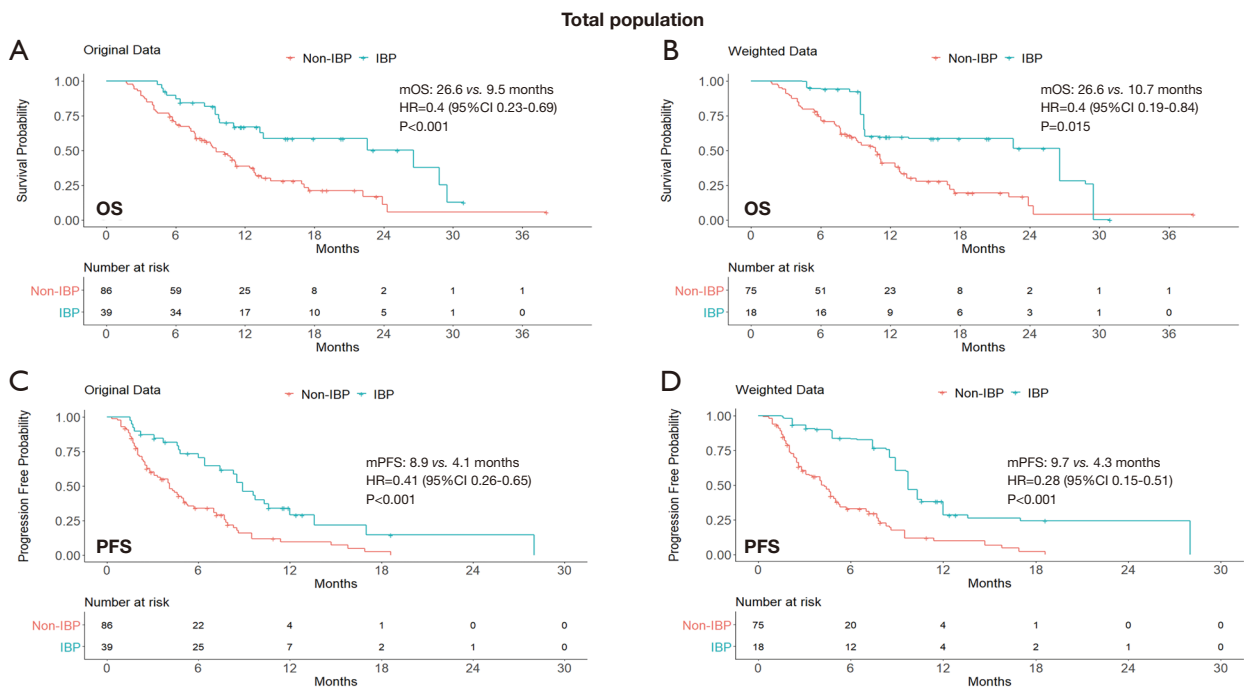 Total population
A
Original Data
Non-IBP IBP
mOS: 26.6 vs. 9.5 months
HR=0.4 (95%CI 0.23-0.69)
P<0.001
Survival Probability
1.00
0.75
0.50
0.25
0.00
OS
0 6 12 18 24 30 36
Months
Number at risk
Non-IBP 86 59 25 8 2 1 1
IBP 39 34 17 10 5 1 0
0 6 12 18 24 30 36
Months
B
Weighted Data
Non-IBP IBP
mOS: 26.6 vs. 10.7 months
HR=0.4 (95%CI 0.19-0.84)
P=0.015
Survival Probability
1.00
0.75
0.50
0.25
0.00
OS
0 6 12 18 24 30 36
Months
Number at risk
Non-IBP 75 51 23 8 2 1 1
IBP 18 16 9 6 3 1 0
0 6 12 18 24 30 36
Months
C
Original Data
Non-IBP IBP
mPFS: 8.9 vs. 4.1 months
HR=0.41 (95%CI 0.26-0.65)
P<0.001
Progression Free Probability
1.00
0.75
0.50
0.25
0.00
PFS
0 6 12 18 24 30
Months
Number at risk
Non-IBP 86 22 4 1 0 0
IBP 39 25 7 2 1 0
0 6 12 18 24 30
Months
D
Weighted Data
Non-IBP IBP
mPFS: 9.7 vs. 4.3 months
HR=0.28 (95%CI 0.15-0.51)
P<0.001
Progression Free Probability
1.00
0.75
0.50
0.25
0.00
PFS
0 6 12 18 24 30
Months
Number at risk
Non-IBP 75 20 4 1 0 0
IBP 18 12 4 2 1 0
0 6 12 18 24 30
Months